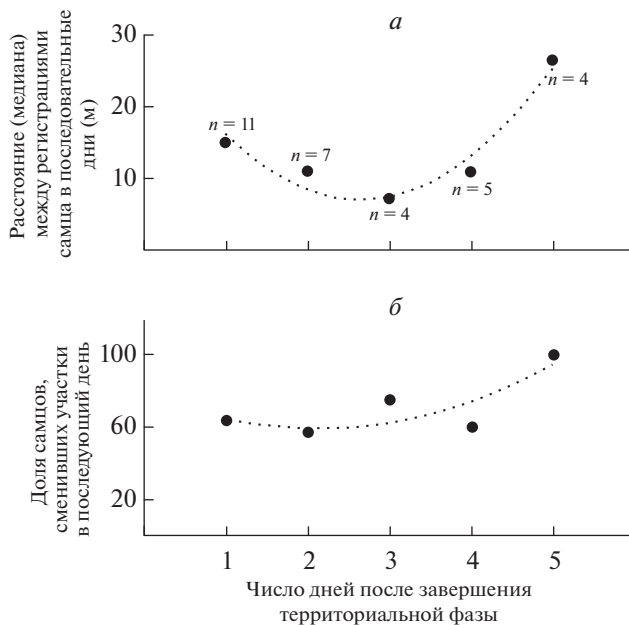 а
Расстояние (медиана)
между регистрациями
самца в последовательные
дни (м)
30
20
10
n = 11
n = 7
n = 4
n = 5
n = 4
б
Доля самцов,
сменивших участки
в последующий день
100
60
20
1 2 3 4 5
Число дней после завершения
территориальной фазы